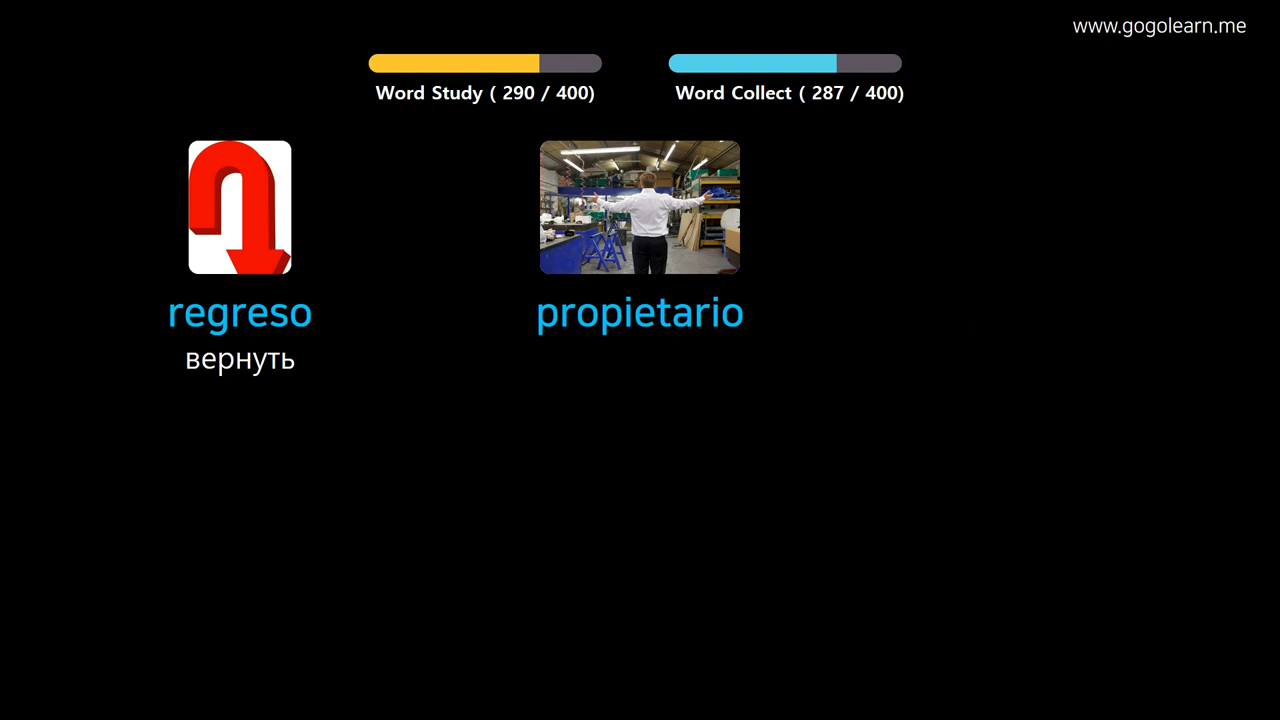 www.gogolearn.me
Word Study ( 290 / 400)
Word Collect ( 287 / 400)
regreso
вернуть
propietario